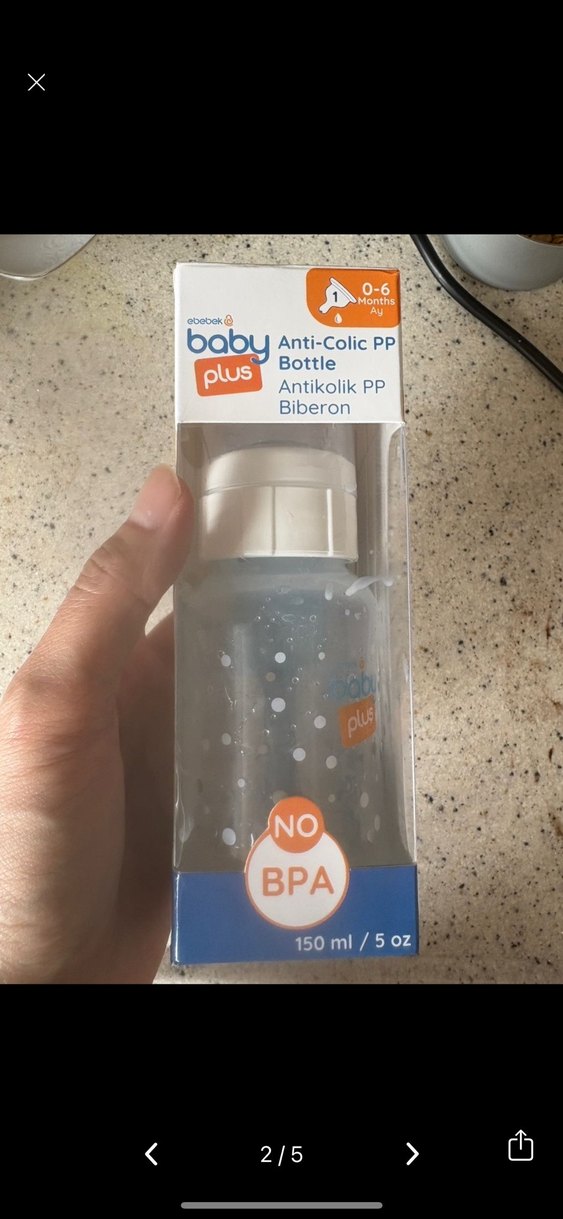 0-6
1 Months
Ay
ebebek
baby
plus
Anti-Colic PP
Bottle
Antikolik PP
Biberon
baby
plus
NO
BPA
150 ml / 5 oz
2 / 5